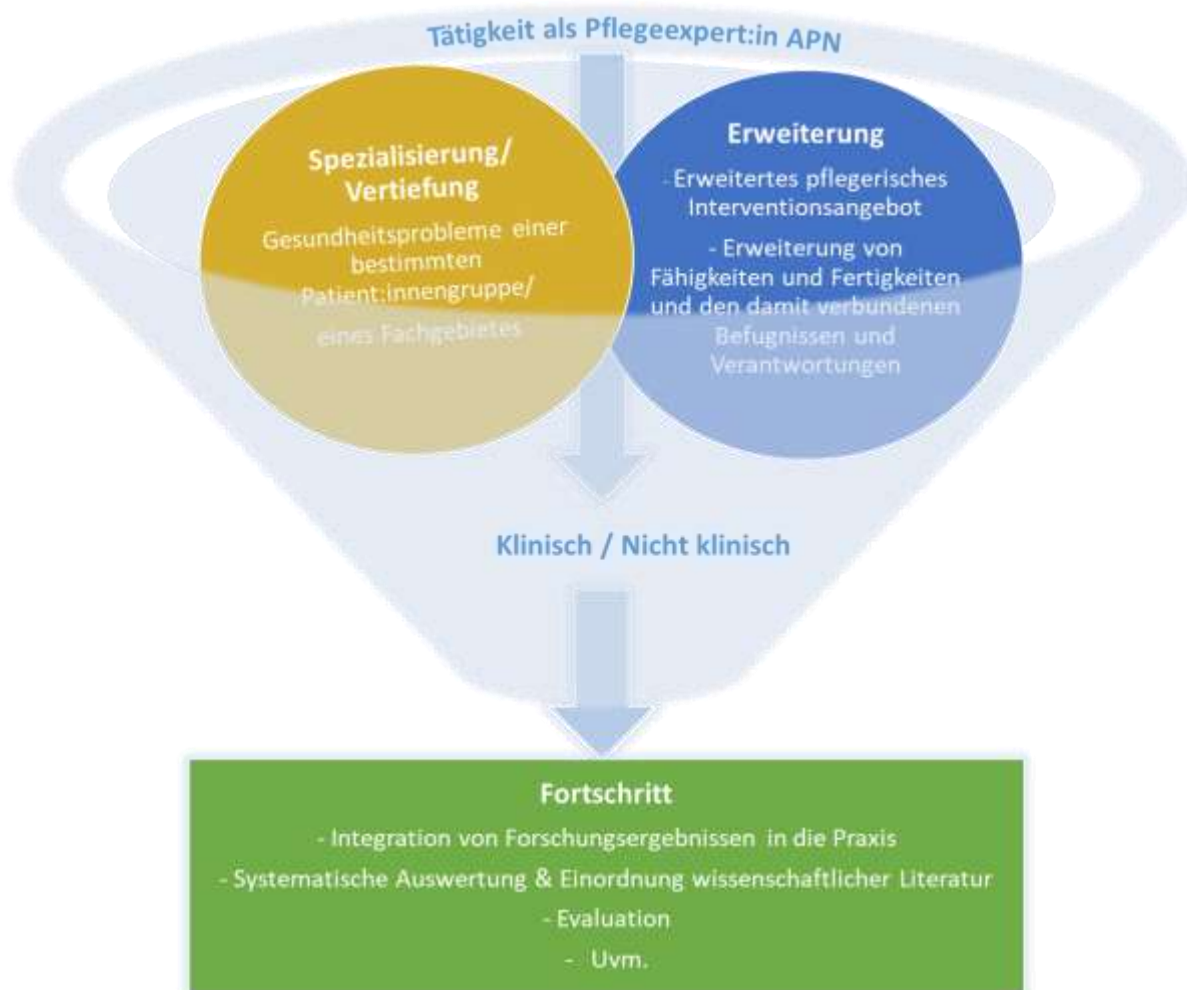 Tätigkeit als Pflegeexpert:in APN
Spezialisierung/
Vertiefung
Gesundheitsprobleme einer
bestimmten
Patient:innengruppe/
eines Fachgebietes
Erweiterung
- Erweitertes pflegerisches
Interventionsangebot
- Erweiterung von
Fähigkeiten und Fertigkeiten
und den damit verbundenen
Befugnissen und
Verantwortungen
Klinisch / Nicht klinisch
Fortschritt
- Integration von Forschungsergebnissen in die Praxis
- Systematische Auswertung & Einordnung wissenschaftlicher Literatur
- Evaluation
- Uvm.